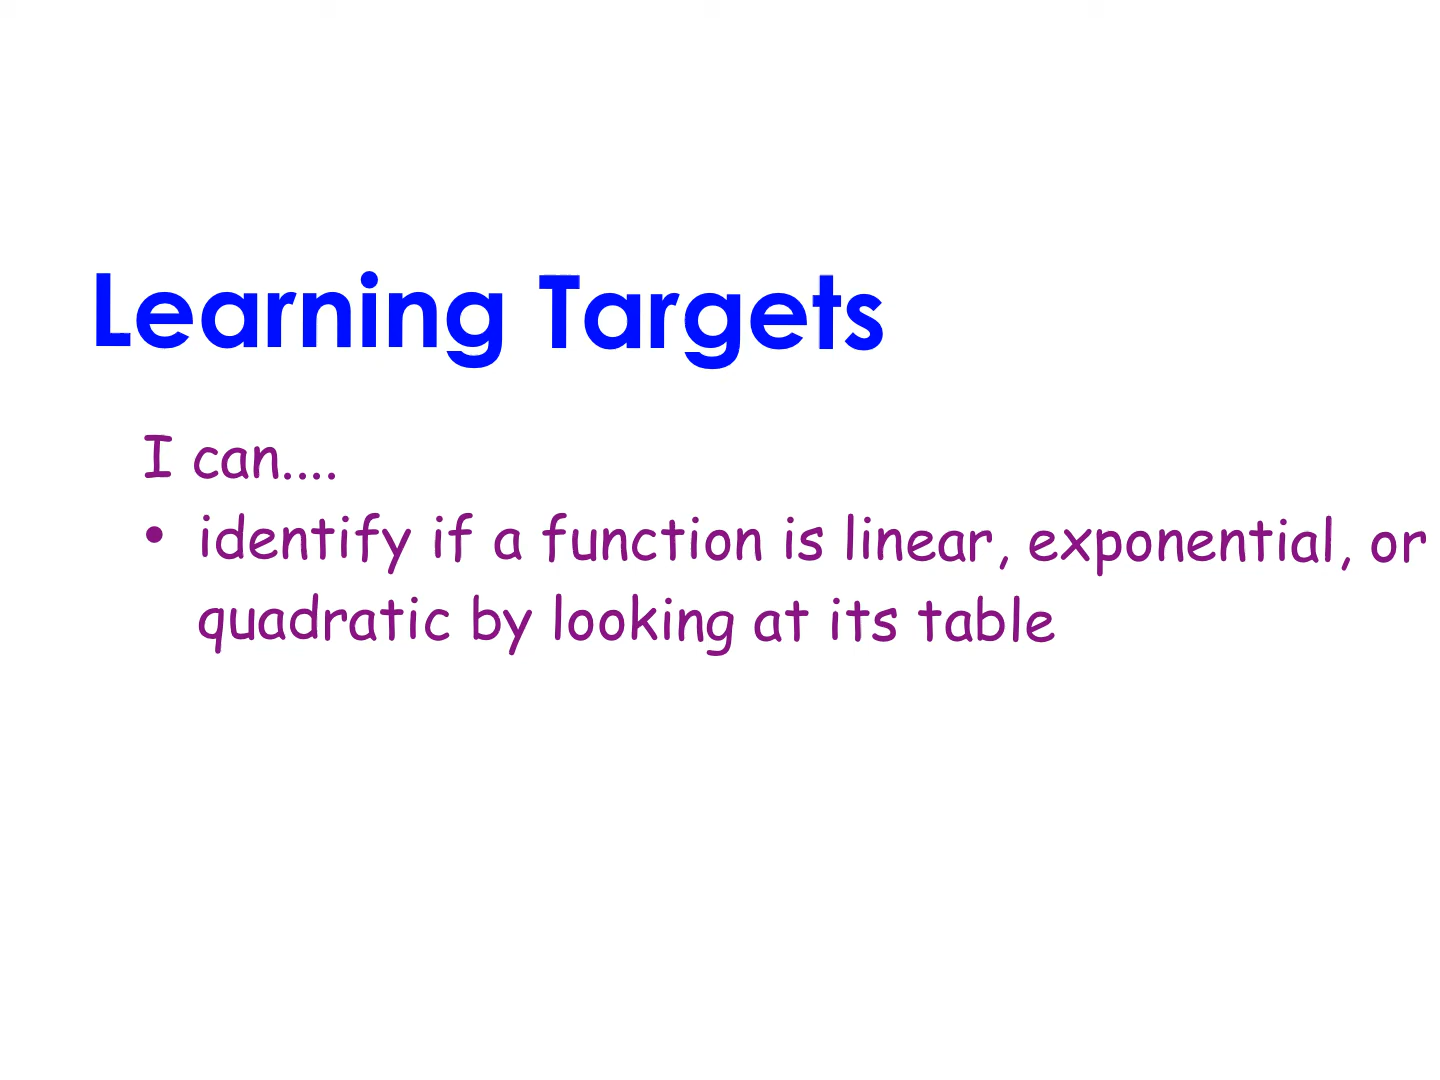 Learning Targets
I can....
• identify if a function is linear, exponential, or
quadratic by looking at its table